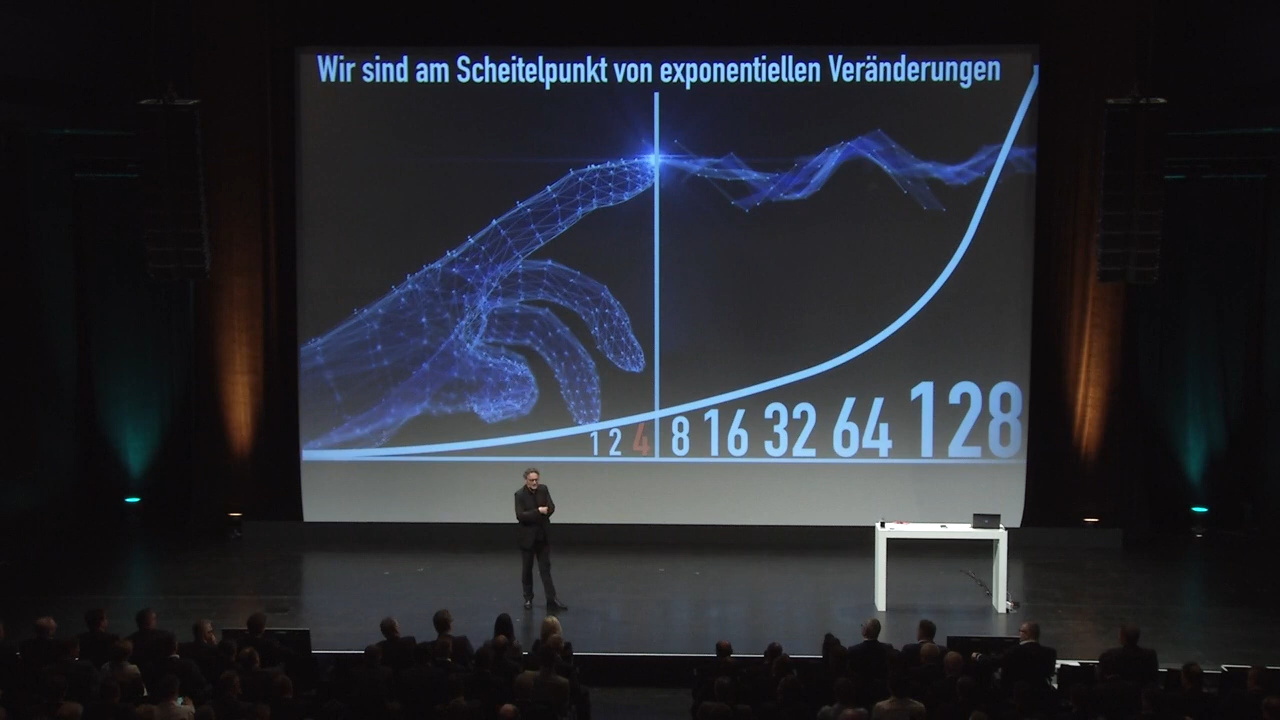 Wir sind am Scheitelpunkt von exponentiellen Veränderungen
1 2 4 8 16 32 64 128